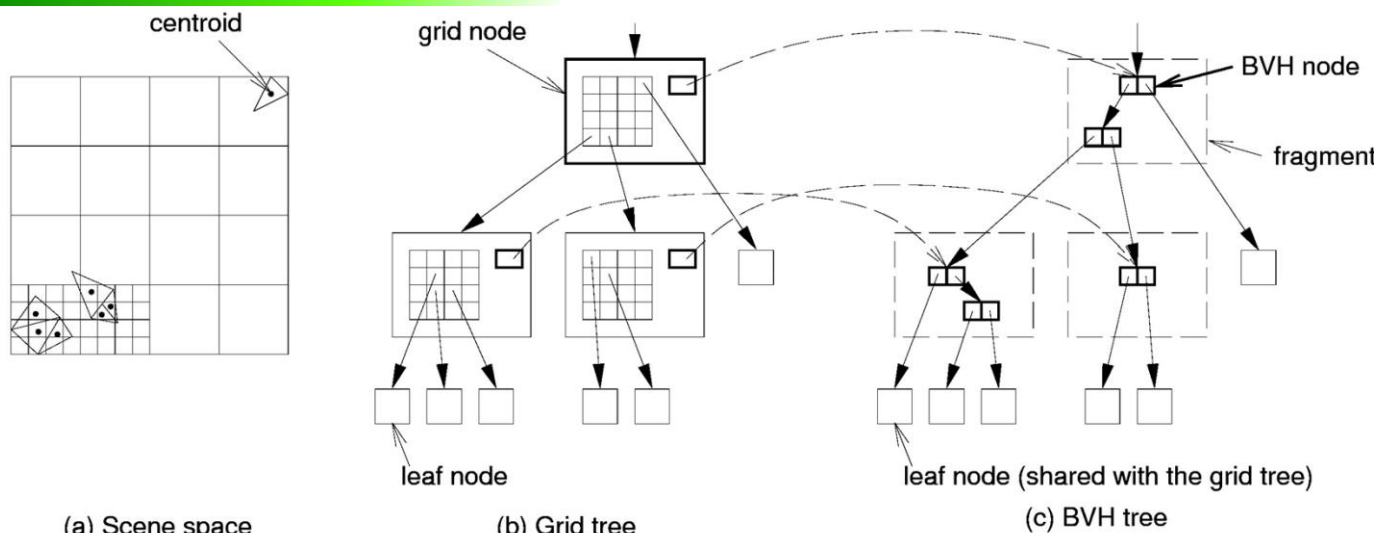 centroid
grid node
BVH node
fragment
leaf node
leaf node (shared with the grid tree)
(a) Scene space
(b) Grid tree
(c) BVH tree